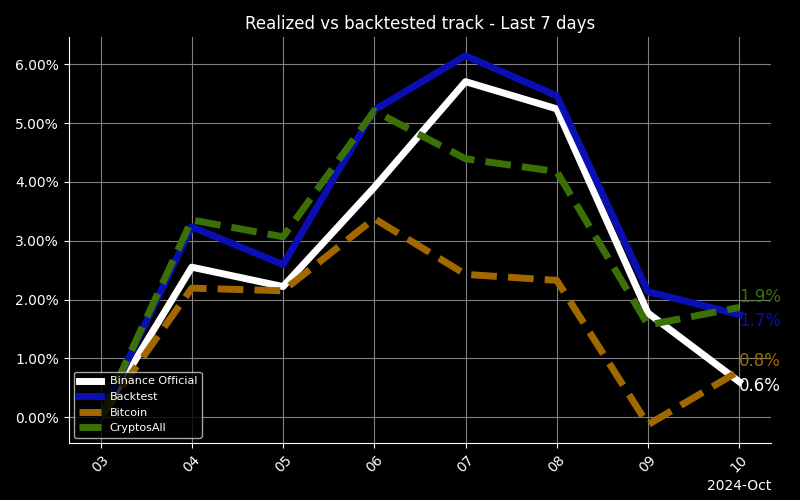 Realized vs backtested track - Last 7 days
6.00%
5.00%
4.00%
3.00%
2.00%
1.00%
0.00%
1.9%
1.7%
0.8%
0.6%
Binance Official
Backtest
Bitcoin
CryptosAll
03 04 05 06 07 08 09 10
2024-Oct